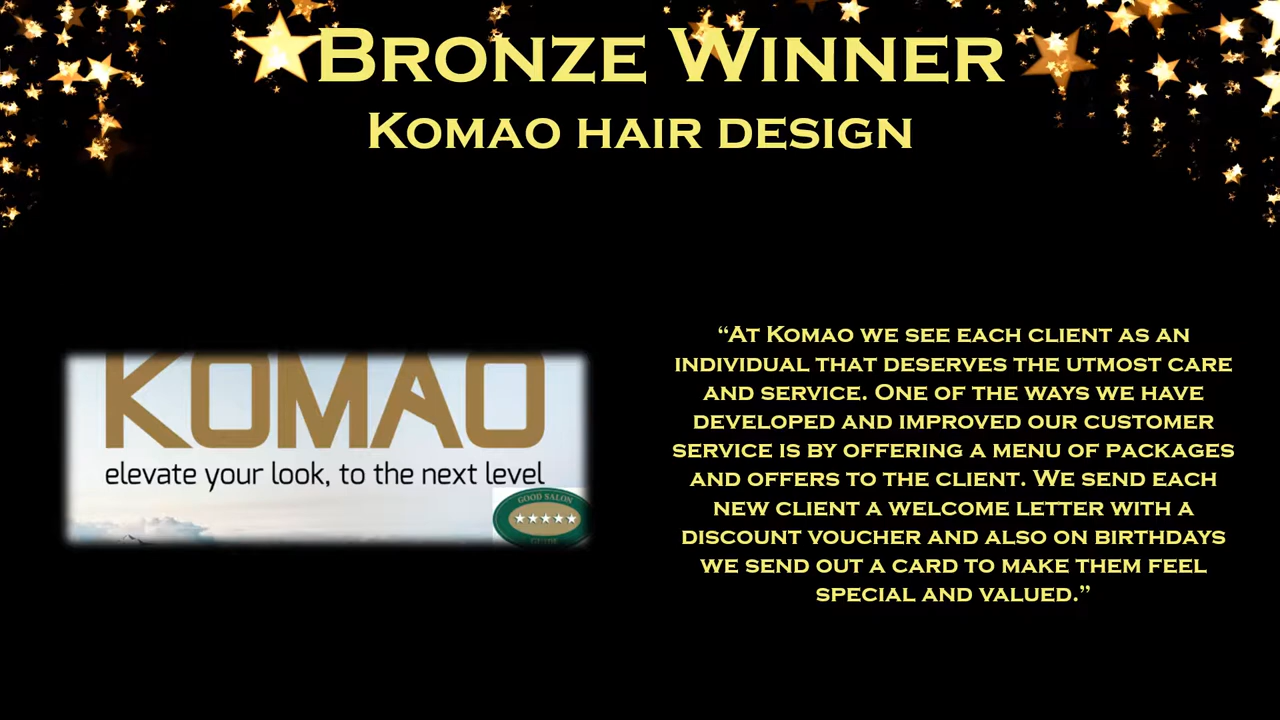 BRONZE WINNER
KOMAO HAIR DESIGN
KOMAO
elevate your look, to the next level
GOOD SALON
GUIDE
“AT KOMAO WE SEE EACH CLIENT AS AN
INDIVIDUAL THAT DESERVES THE UTMOST CARE
AND SERVICE. ONE OF THE WAYS WE HAVE
DEVELOPED AND IMPROVED OUR CUSTOMER
SERVICE IS BY OFFERING A MENU OF PACKAGES
AND OFFERS TO THE CLIENT. WE SEND EACH
NEW CLIENT A WELCOME LETTER WITH A
DISCOUNT VOUCHER AND ALSO ON BIRTHDAYS
WE SEND OUT A CARD TO MAKE THEM FEEL
SPECIAL AND VALUED.”